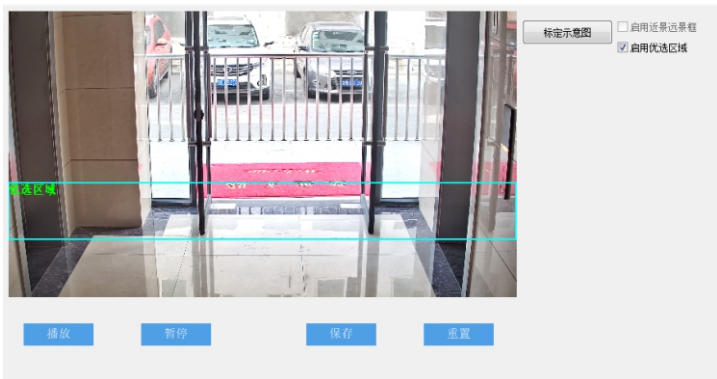 标定示意图
启用近景远景框
启用优选区域
优选区域
播放
暂停
保存
重置